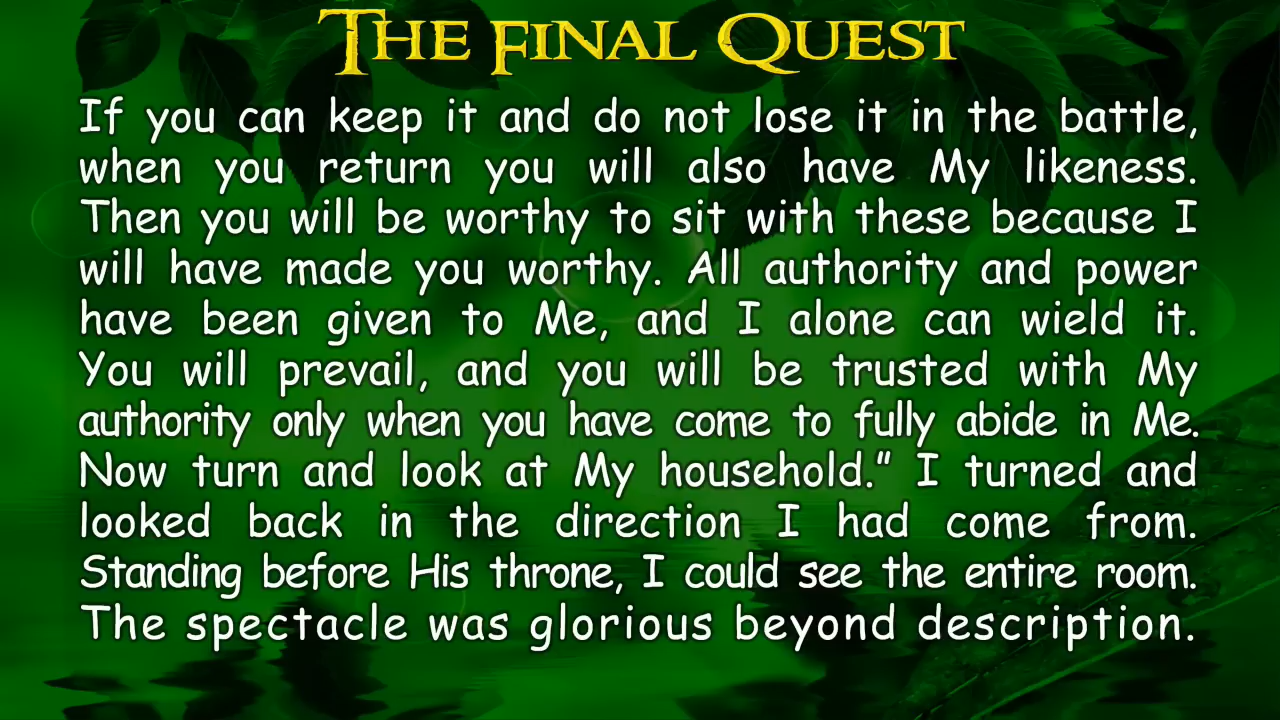 THE FINAL QUEST
If you can keep it and do not lose it in the battle,
when you return you will also have My likeness.
Then you will be worthy to sit with these because I
will have made you worthy. All authority and power
have been given to Me, and I alone can wield it.
You will prevail, and you will be trusted with My
authority only when you have come to fully abide in Me.
Now turn and look at My household.” I turned and
looked back in the direction I had come from.
Standing before His throne, I could see the entire room.
The spectacle was glorious beyond description.